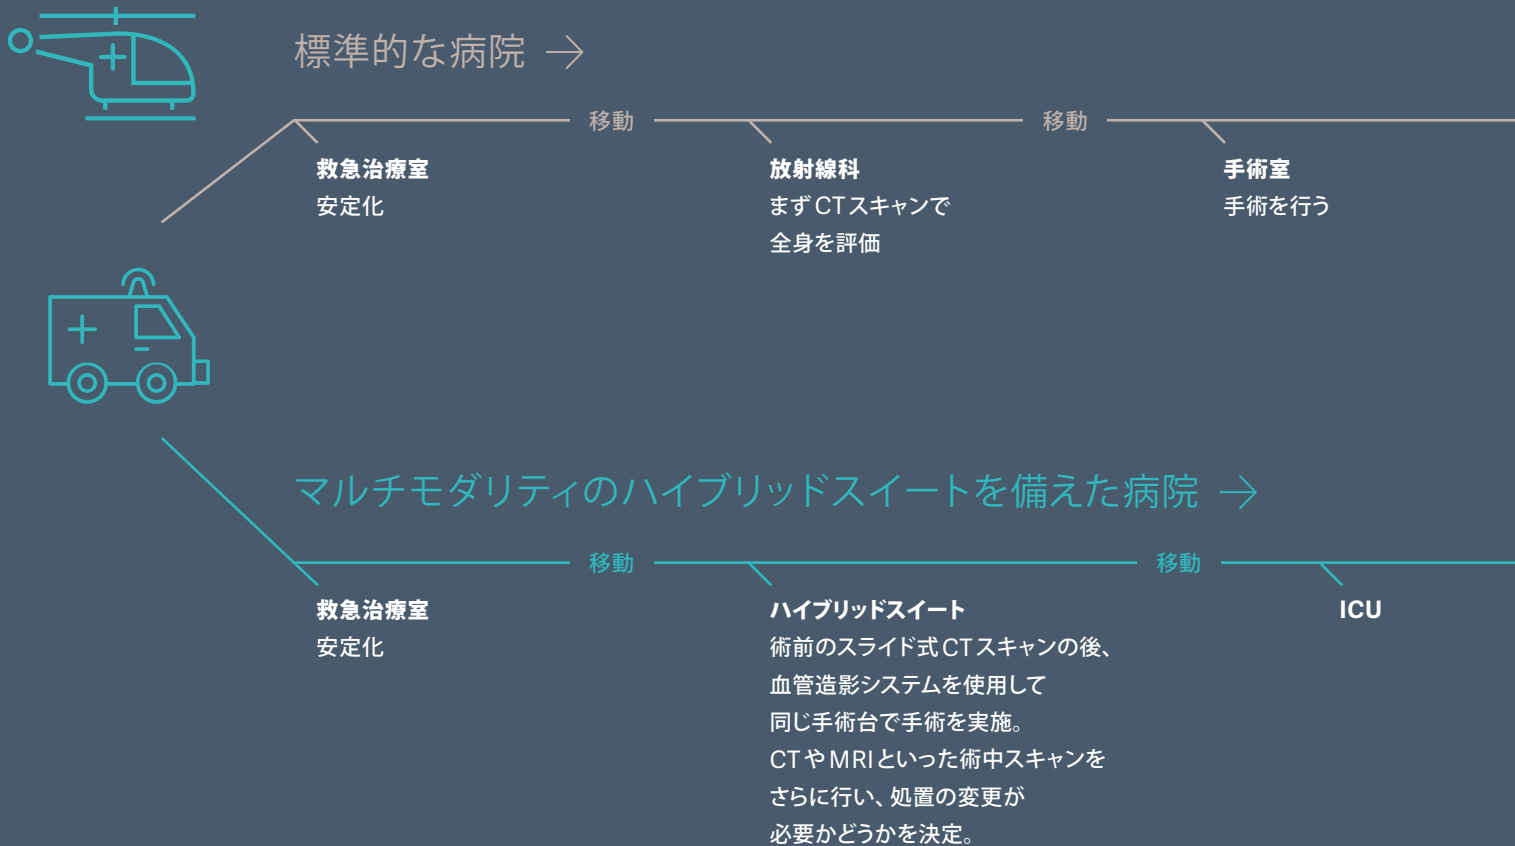 標準的な病院 →
移動
移動
救急治療室
安定化
放射線科
まずCTスキャンで
全身を評価
手術室
手術を行う
マルチモダリティのハイブリッドスイートを備えた病院 →
移動
移動
救急治療室
安定化
ハイブリッドスイート
術前のスライド式CTスキャンの後、
血管造影システムを使用して
同じ手術台で手術を実施。
CTやMRIといった術中スキャンを
さらに行い、処置の変更が
必要かどうかを決定。
ICU